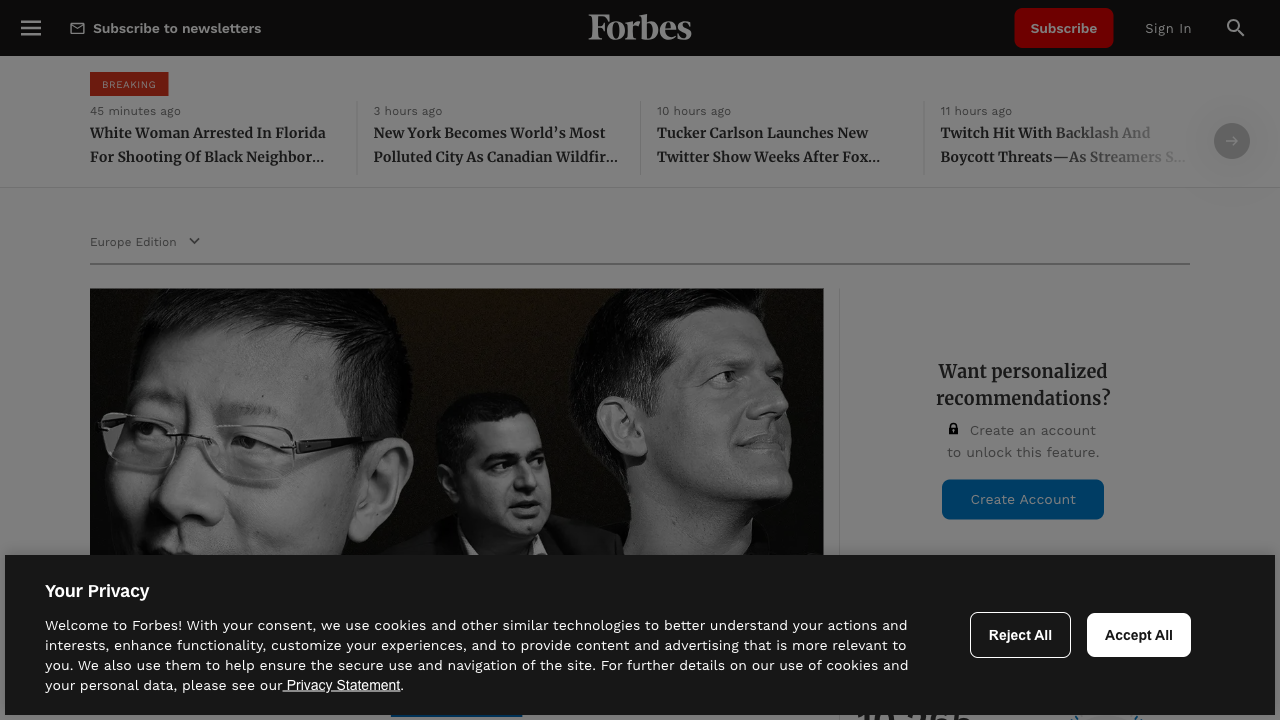 Subscribe to newsletters
Forbes
Subscribe
Sign In
BREAKING
45 minutes ago
White Woman Arrested In Florida
For Shooting Of Black Neighbor...
3 hours ago
New York Becomes World’s Most
Polluted City As Canadian Wildfir...
10 hours ago
Tucker Carlson Launches New
Twitter Show Weeks After Fox...
11 hours ago
Twitch Hit With Backlash And
Boycott Threats—As Streamers S...
Europe Edition
Want personalized
recommendations?
Create an account
to unlock this feature.
Create Account
Your Privacy
Welcome to Forbes! With your consent, we use cookies and other similar technologies to better understand your actions and
interests, enhance functionality, customize your experiences, and to provide content and advertising that is more relevant to
you. We also use them to help ensure the secure use and navigation of the site. For further details on our use of cookies and
your personal data, please see our Privacy Statement.
Reject All
Accept All